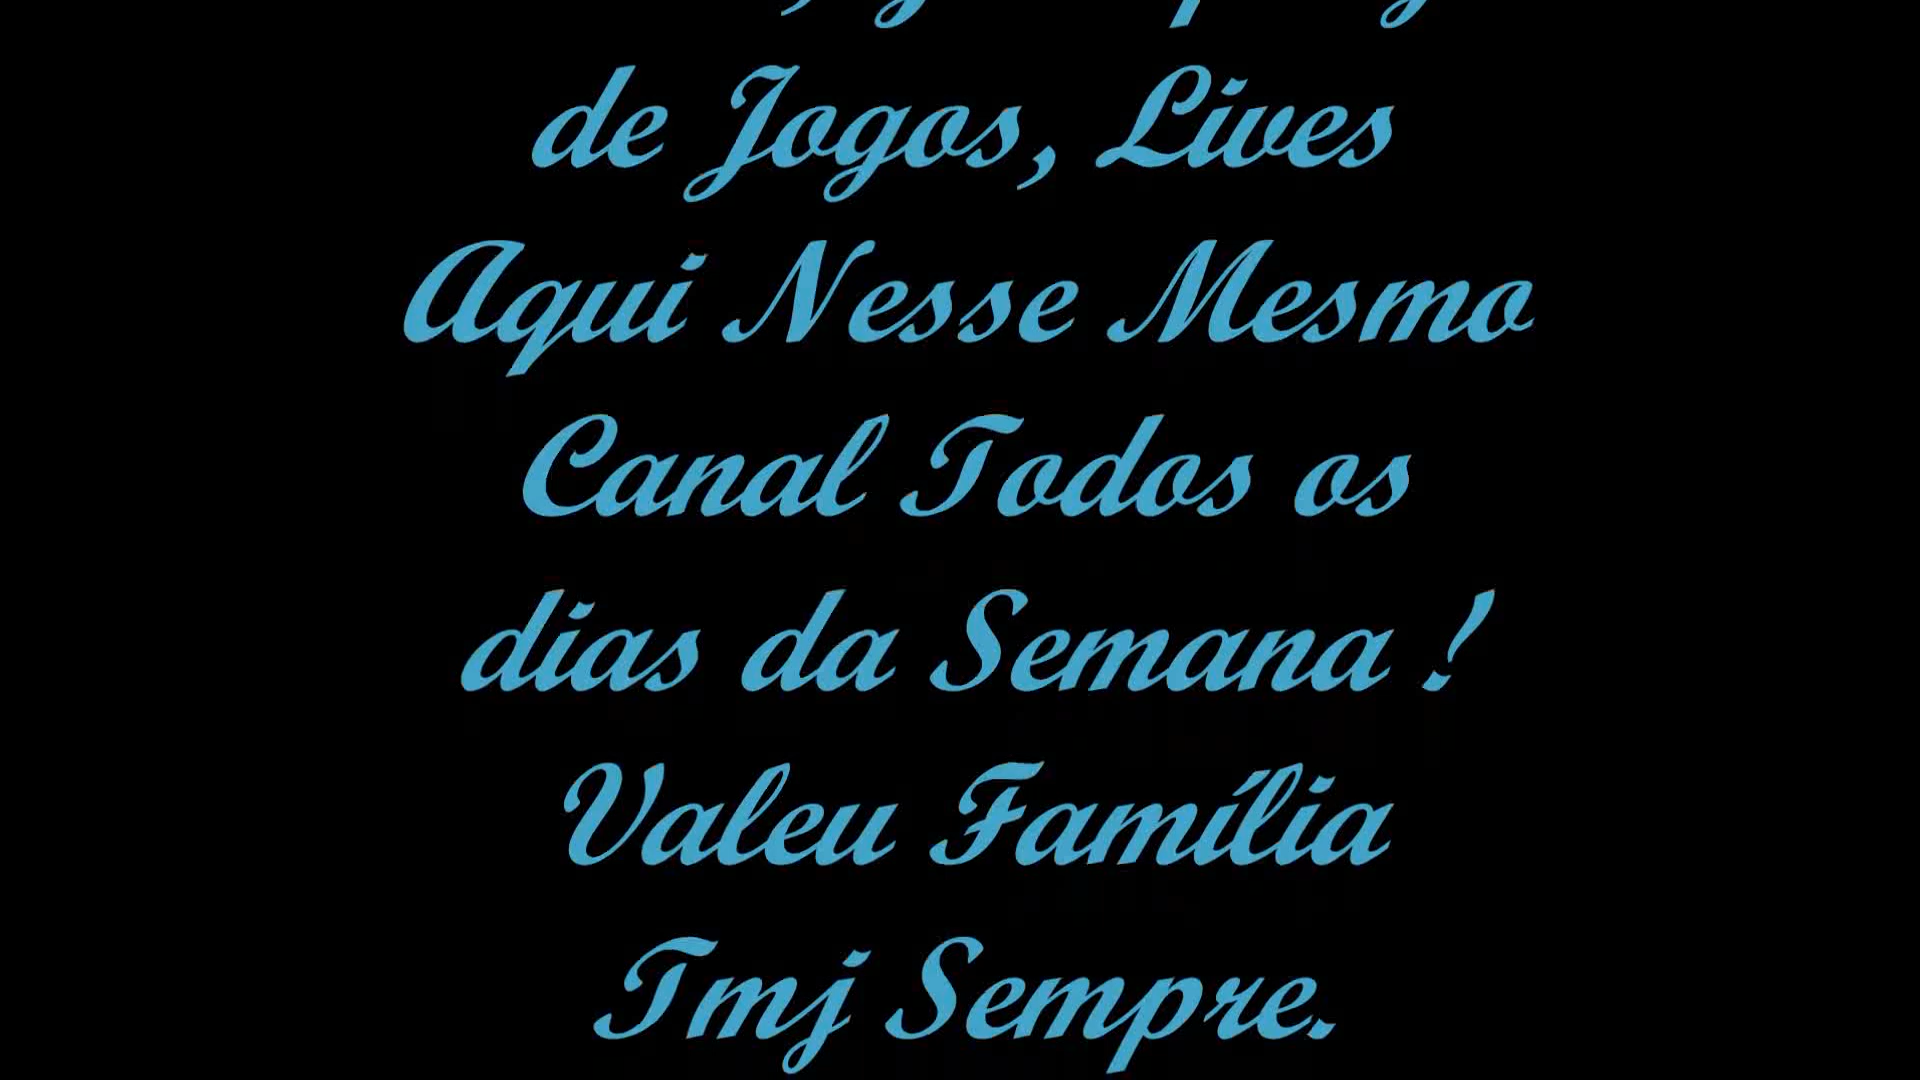 de Jogos, Lives
Aqui Nesse Mesmo
Canal Todos os
dias da Semana !
Valeu Família
Tmj Sempre.